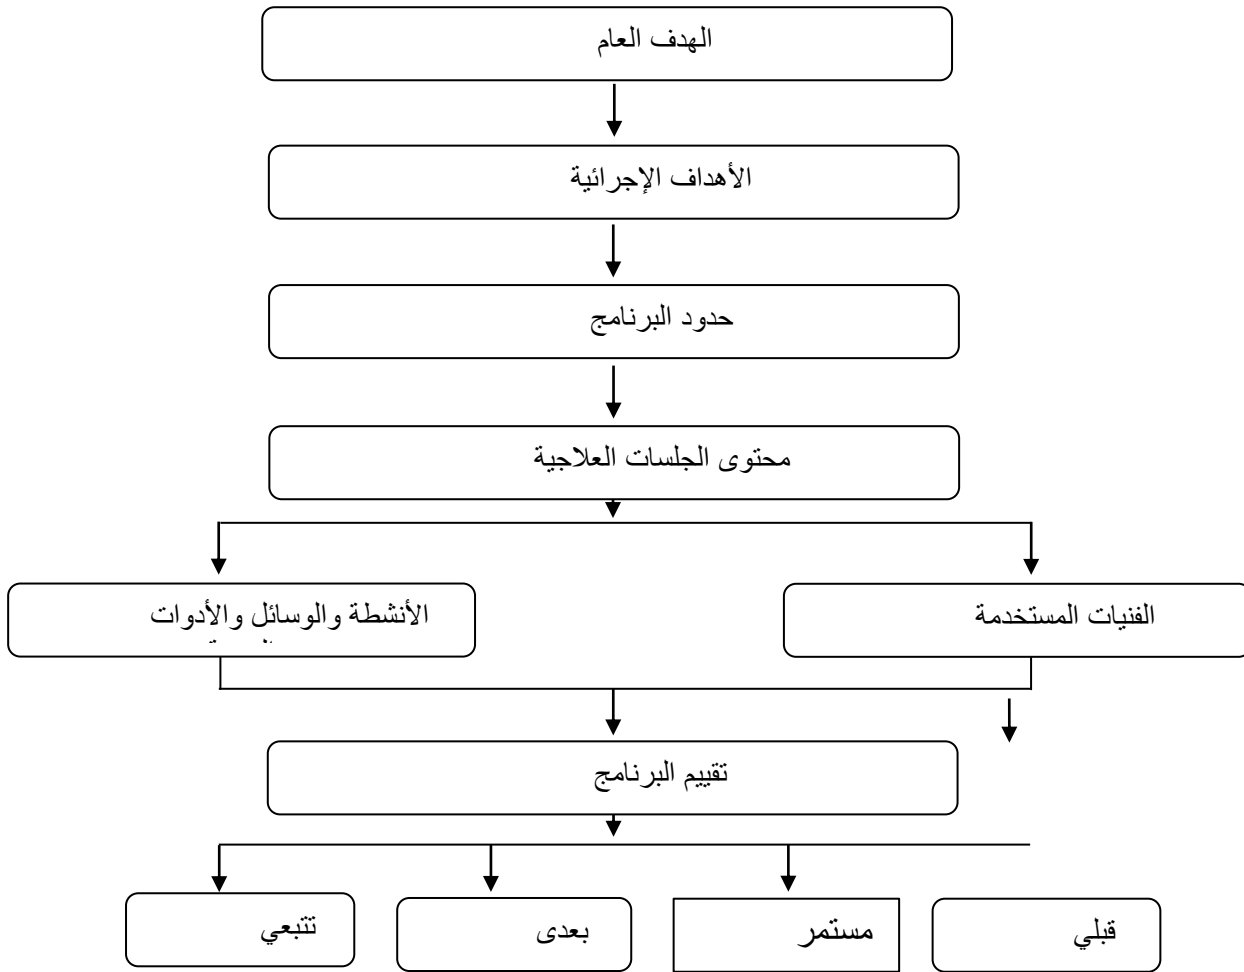 الهدف العام
الأهداف الإجرائية
حدود البرنامج
محتوى الجلسات العلاجية
الفنيات المستخدمة
الأنشطة والوسائل والأدوات
تقييم البرنامج
قبلي
مستمر
بعدى
تتبعي